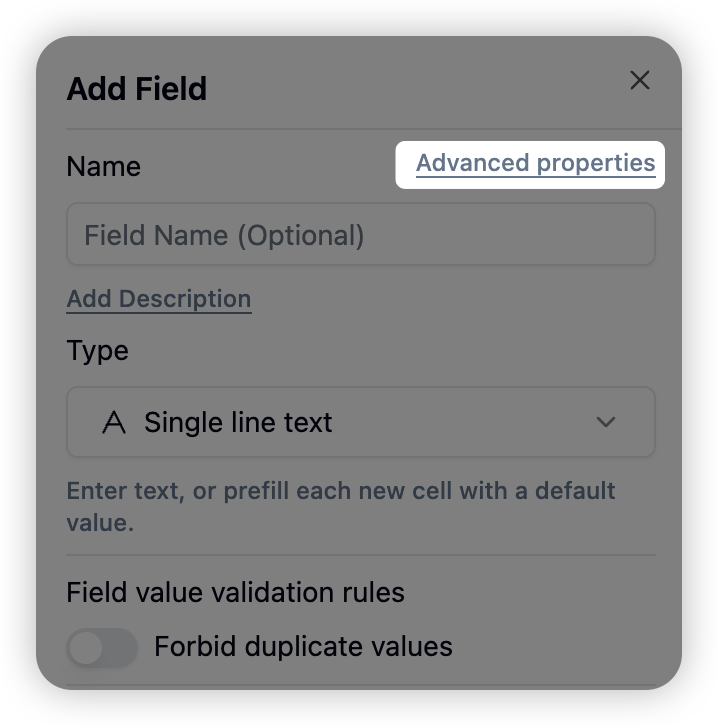 Add Field
Name
Advanced properties
Field Name (Optional)
Add Description
Type
Single line text
Enter text, or prefill each new cell with a default
value.
Field value validation rules
Forbid duplicate values